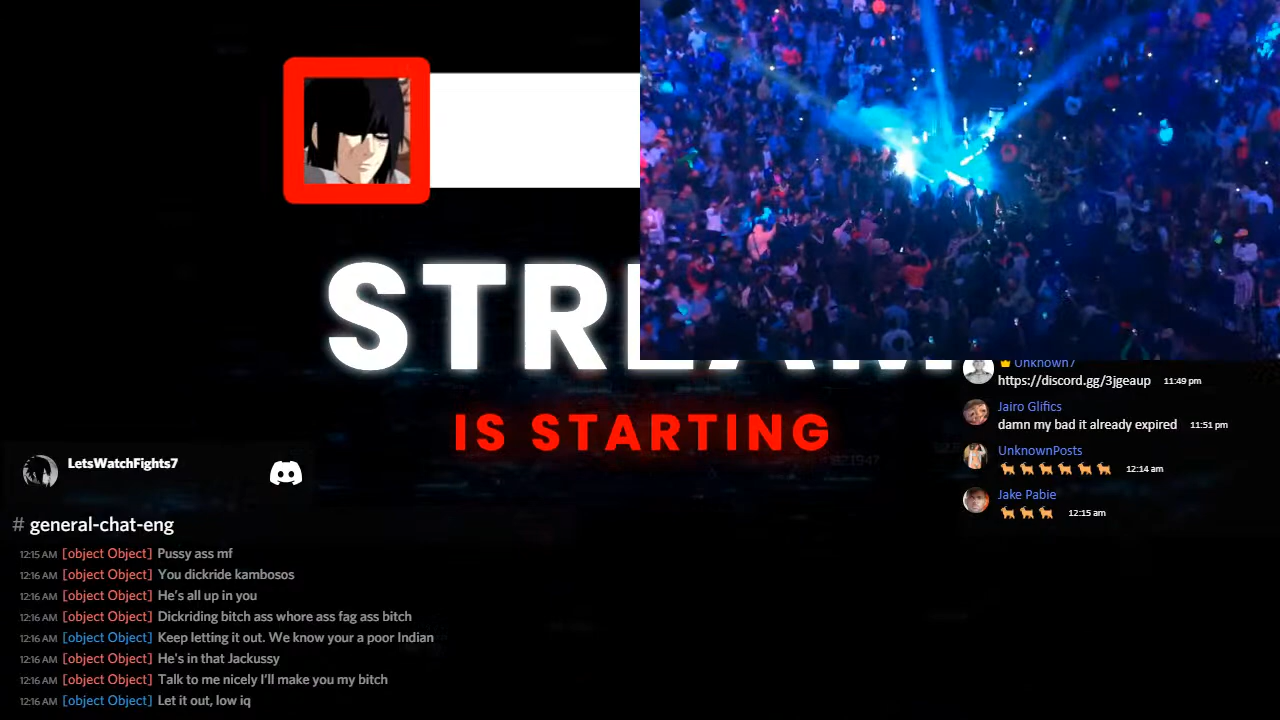 STREAM
IS STARTING
LetsWatchFights7
# general-chat-eng
12:15 AM [object Object] Pussy ass mf
12:16 AM [object Object] You dickride kambosos
12:16 AM [object Object] He's all up in you
12:16 AM [object Object] Dickriding bitch ass whore ass fag ass bitch
12:16 AM [object Object] Keep letting it out. We know your a poor Indian
12:16 AM [object Object] He's in that Jackussy
12:16 AM [object Object] Talk to me nicely I'll make you my bitch
12:16 AM [object Object] Let it out, low iq
Unknown7
https://discord.gg/3jgeaup 11:49 pm
Jairo Glifics
damn my bad it already expired 11:51 pm
UnknownPosts
🐐🐐🐐🐐🐐🐐 12:14 am
Jake Pabie
🐐🐐🐐 12:15 am